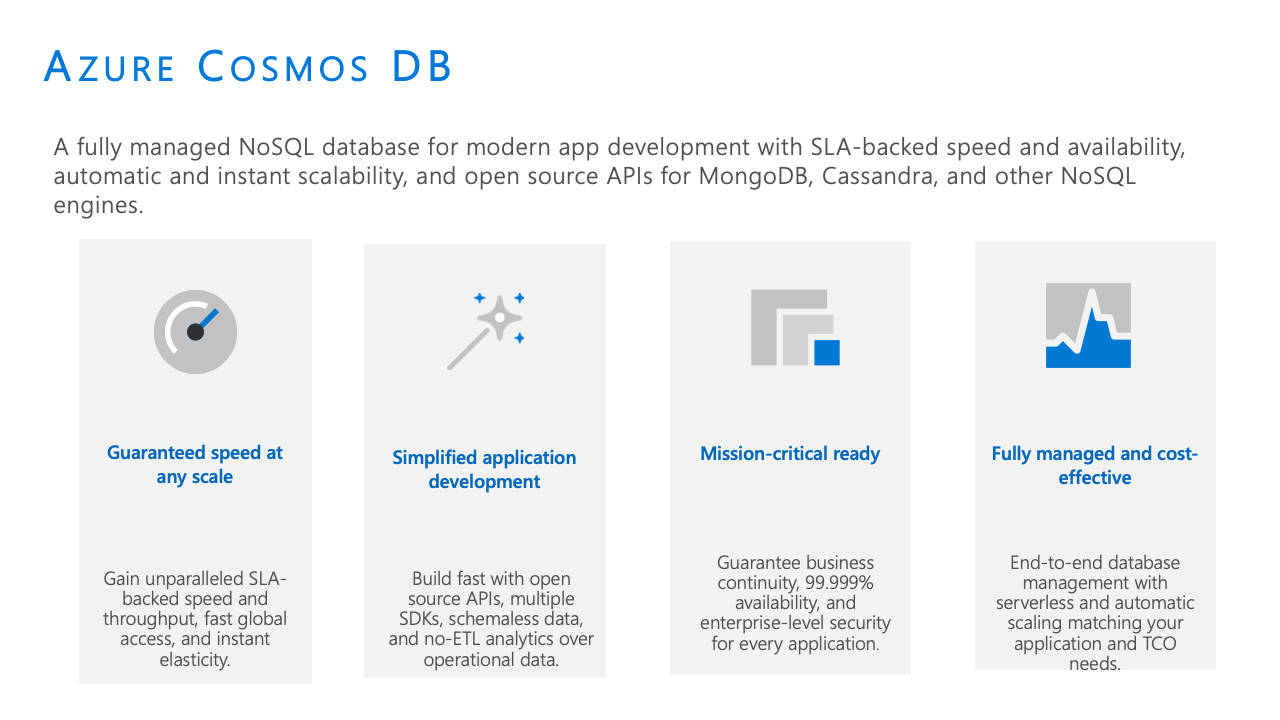 AZURE COSMOS DB
A fully managed NoSQL database for modern app development with SLA-backed speed and availability,
automatic and instant scalability, and open source APIs for MongoDB, Cassandra, and other NoSQL
engines.
Guaranteed speed at
any scale
Gain unparalleled SLA-
backed speed and
throughput, fast global
access, and instant
elasticity.
Simplified application
development
Build fast with open
source APIs, multiple
SDKs, schemaless data,
and no-ETL analytics over
operational data.
Mission-critical ready
Guarantee business
continuity, 99.999%
availability, and
enterprise-level security
for every application.
Fully managed and cost-
effective
End-to-end database
management with
serverless and automatic
scaling matching your
application and TCO
needs.